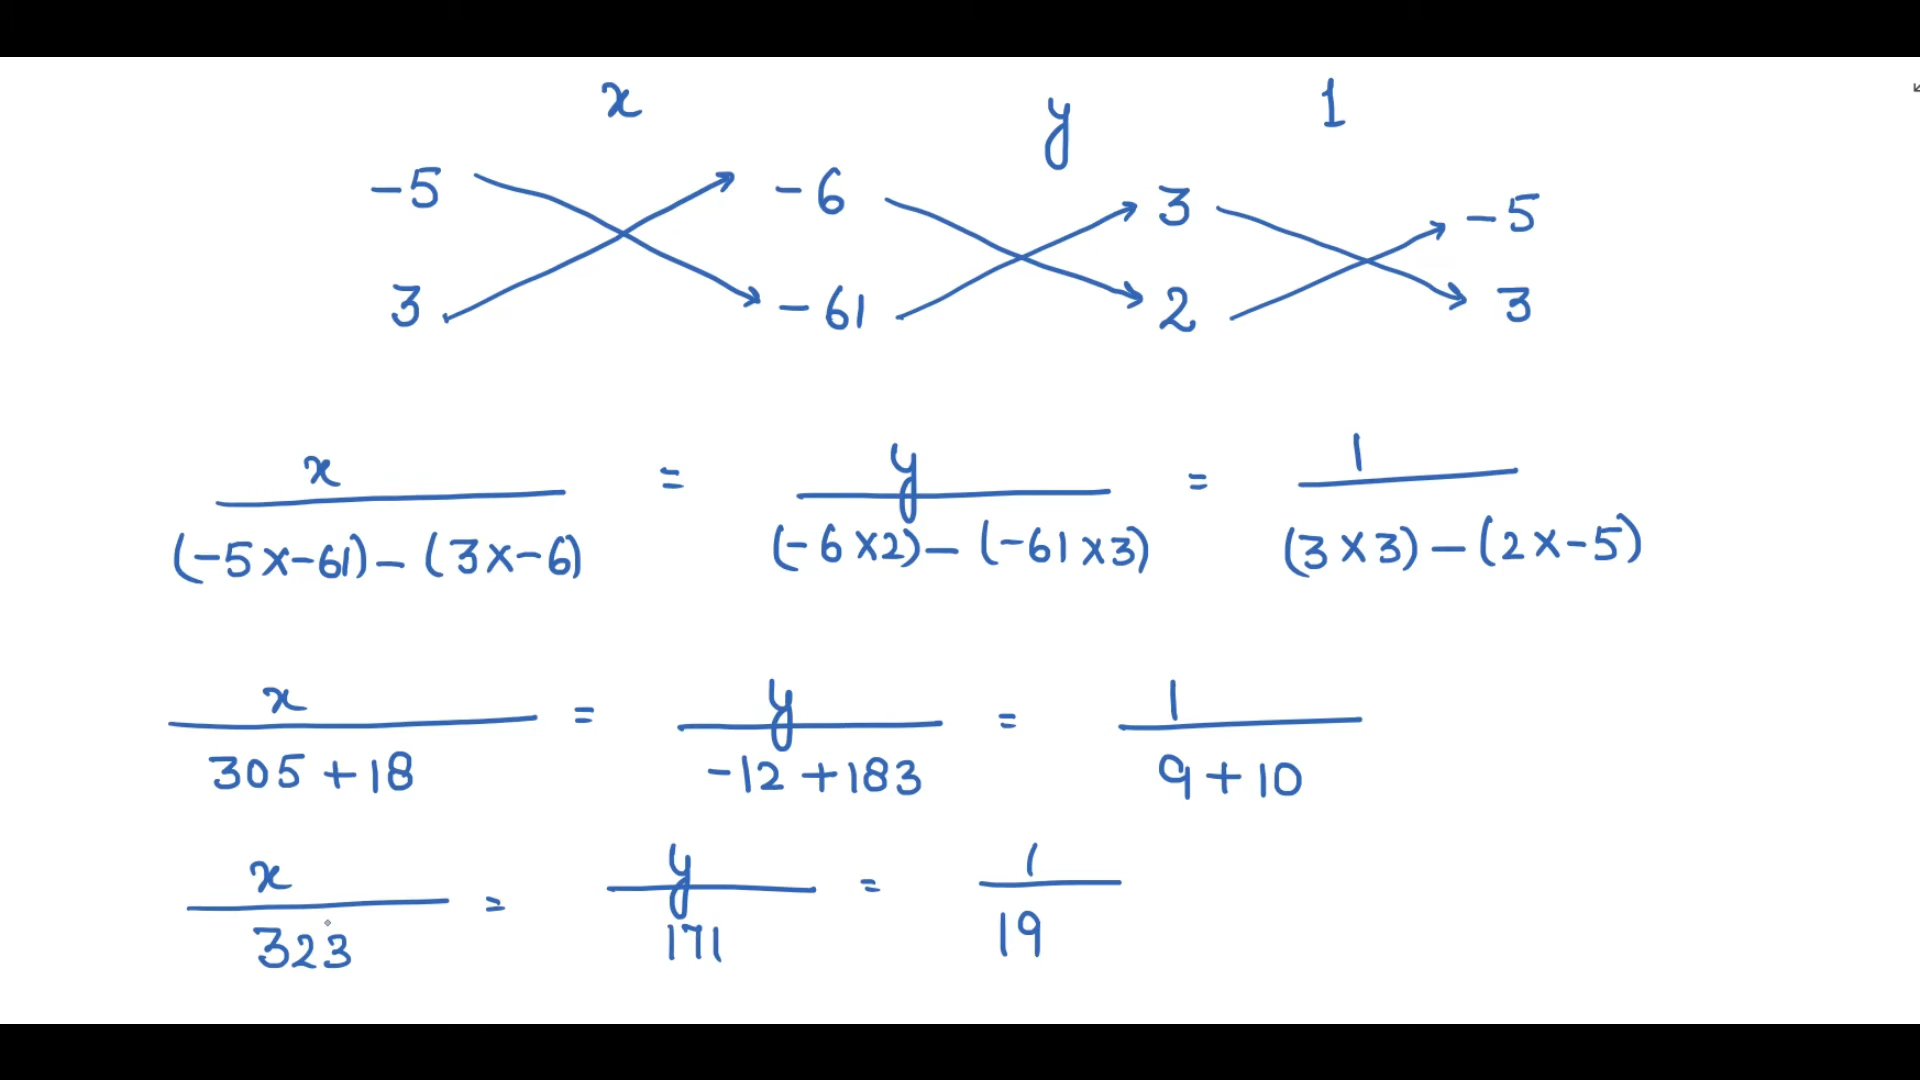 x y 1
-5 -6 3 -5
3 -61 2 3
x = y = 1
(-5x-61)-(3x-6) (-6x2)-(-61x3) (3x3)-(2x-5)
x = y = 1
305+18 -12+183 9+10
x = y = 1
323 171 19